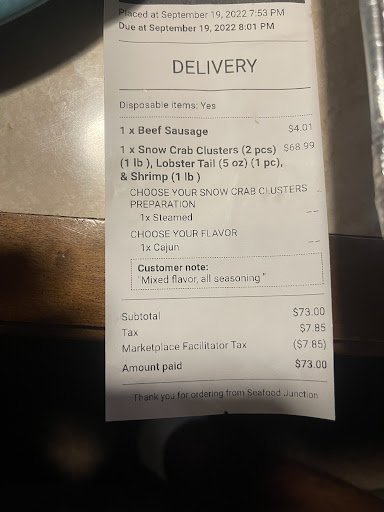 Placed at September 19, 2022 7:53 PM
Due at September 19, 2022 8:01 PM
DELIVERY
Disposable items: Yes
1 x Beef Sausage $4.01
1 x Snow Crab Clusters (2 pcs) $68.99
(1 lb ), Lobster Tail (5 oz) (1 pc),
& Shrimp (1 lb )
CHOOSE YOUR SNOW CRAB CLUSTERS --
PREPARATION
1x Steamed --
CHOOSE YOUR FLAVOR
1x Cajun --
Customer note:
"Mixed flavor, all seasoning "
Subtotal $73.00
Tax $7.85
Marketplace Facilitator Tax ($7.85)
Amount paid $73.00
Thank you for ordering from Seafood Junction